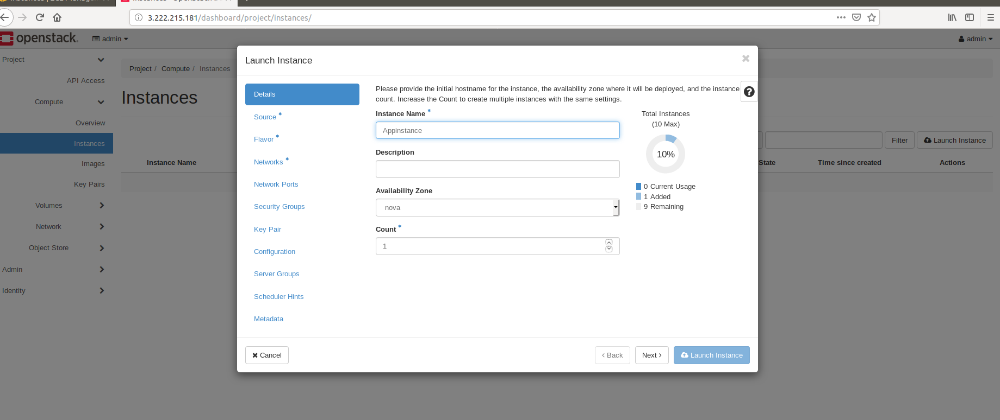 3.222.215.181/dashboard/project/instances/
openstack.
admin
admin
Project
API Access
Compute
Overview
Instances
Images
Key Pairs
Volumes
Network
Object Store
Admin
Identity
Project / Compute / Instances
Instances
Filter
Launch Instance
Instance Name
State
Time since created
Actions
Launch Instance
Details
Source *
Flavor *
Networks *
Network Ports
Security Groups
Key Pair
Configuration
Server Groups
Scheduler Hints
Metadata
Please provide the initial hostname for the instance, the availability zone where it will be deployed, and the instance
count. Increase the Count to create multiple instances with the same settings.
Instance Name *
Appinstance
Description
Availability Zone
nova
Count *
1
Total Instances
(10 Max)
10%
0 Current Usage
1 Added
9 Remaining
Cancel
< Back
Next >
Launch Instance